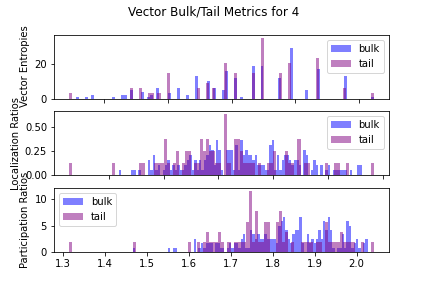 Vector Bulk/Tail Metrics for 4
Vector Entropies
20
0
bulk
tail
Localization Ratios
0.50
0.25
0.00
bulk
tail
Participation Ratios
10
5
0
bulk
tail
1.3 1.4 1.5 1.6 1.7 1.8 1.9 2.0